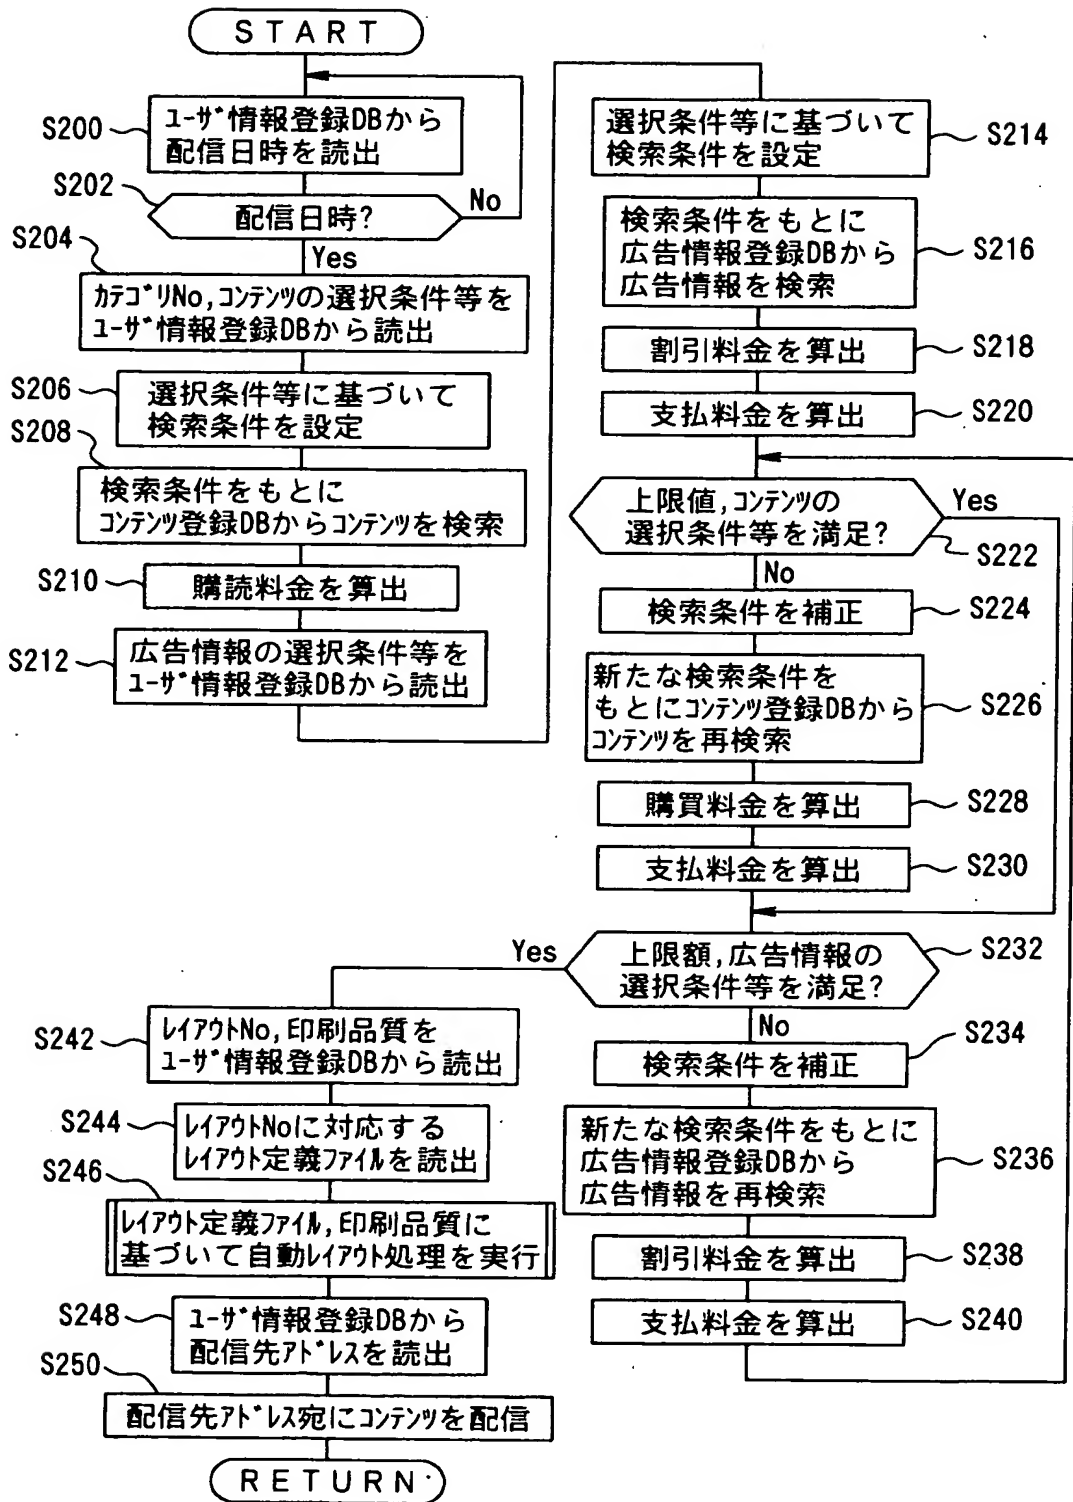 START
S200
ﾕｰｻﾞ情報登録DBから
配信日時を読出
S202
配信日時?
No
Yes
S204
ｶﾃｺﾞﾘNo,ｺﾝﾃﾝﾂの選択条件等を
ﾕｰｻﾞ情報登録DBから読出
S206
選択条件等に基づいて
検索条件を設定
S208
検索条件をもとに
ｺﾝﾃﾝﾂ登録DBからｺﾝﾃﾝﾂを検索
S210
購読料金を算出
S212
広告情報の選択条件等を
ﾕｰｻﾞ情報登録DBから読出
選択条件等に基づいて
検索条件を設定
S214
検索条件をもとに
広告情報登録DBから
広告情報を検索
S216
割引料金を算出
S218
支払料金を算出
S220
上限値,ｺﾝﾃﾝﾂの
選択条件等を満足?
Yes
S222
No
検索条件を補正
S224
新たな検索条件を
もとにｺﾝﾃﾝﾂ登録DBから
ｺﾝﾃﾝﾂを再検索
S226
購買料金を算出
S228
支払料金を算出
S230
上限額,広告情報の
選択条件等を満足?
S232
Yes
No
検索条件を補正
S234
新たな検索条件をもとに
広告情報登録DBから
広告情報を再検索
S236
割引料金を算出
S238
支払料金を算出
S240
S242
ﾚｲｱｳﾄNo,印刷品質を
ﾕｰｻﾞ情報登録DBから読出
S244
ﾚｲｱｳﾄNoに対応する
ﾚｲｱｳﾄ定義ﾌｧｲﾙを読出
S246
ﾚｲｱｳﾄ定義ﾌｧｲﾙ,印刷品質に
基づいて自動ﾚｲｱｳﾄ処理を実行
S248
ﾕｰｻﾞ情報登録DBから
配信先ｱﾄﾞﾚｽを読出
S250
配信先ｱﾄﾞﾚｽ宛にｺﾝﾃﾝﾂを配信
RETURN